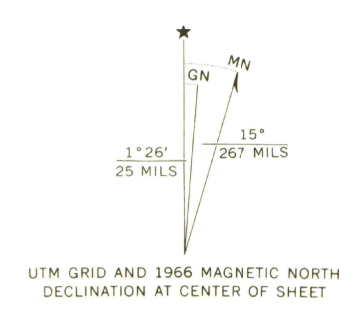 MN
GN
1°26′
25 MILS
15°
267 MILS
UTM GRID AND 1966 MAGNETIC NORTH
DECLINATION AT CENTER OF SHEET